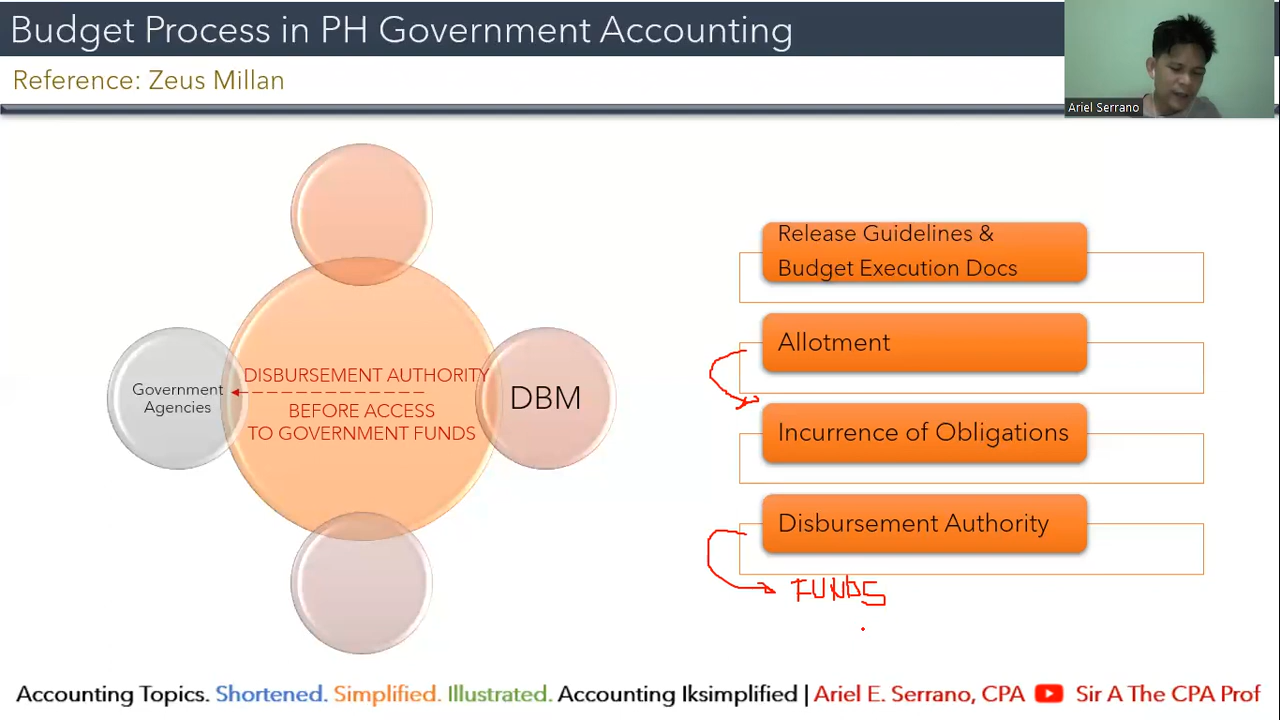 Budget Process in PH Government Accounting
Reference: Zeus Millan
Ariel Serrano
Government
Agencies
DISBURSEMENT AUTHORITY
BEFORE ACCESS
TO GOVERNMENT FUNDS
DBM
Release Guidelines &
Budget Execution Docs
Allotment
Incurrence of Obligations
Disbursement Authority
FUNDS
Accounting Topics. Shortened. Simplified. Illustrated. Accounting Iksimplified | Ariel E. Serrano, CPA Sir A The CPA Prof